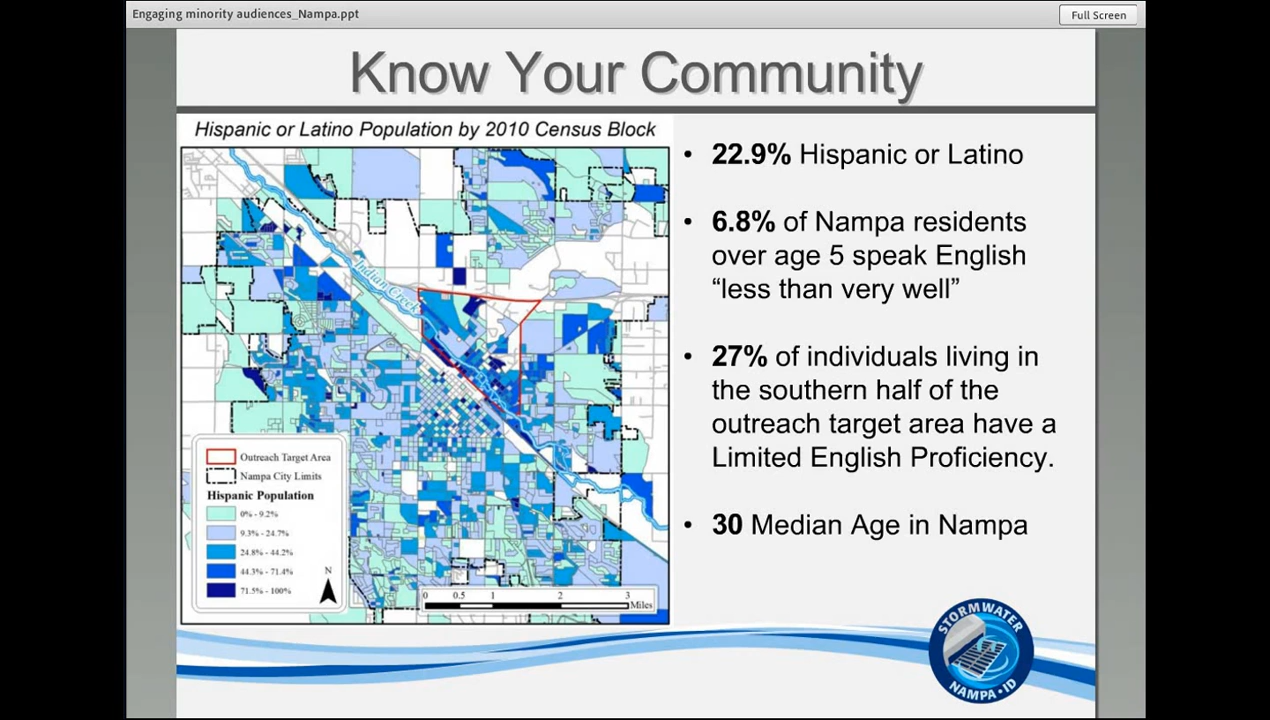 Engaging minority audiences_Nampa.ppt
Full Screen
Know Your Community
Hispanic or Latino Population by 2010 Census Block
Indian Creek
Outreach Target Area
Nampa City Limits
Hispanic Population
0% - 9.2%
9.3% - 24.7%
24.8% - 44.2%
44.3% - 71.4%
71.5% - 100%
N
0 0.5 1 2 3
Miles
• 22.9% Hispanic or Latino
• 6.8% of Nampa residents
over age 5 speak English
“less than very well”
• 27% of individuals living in
the southern half of the
outreach target area have a
Limited English Proficiency.
• 30 Median Age in Nampa
STORMWATER
NAMPA • ID